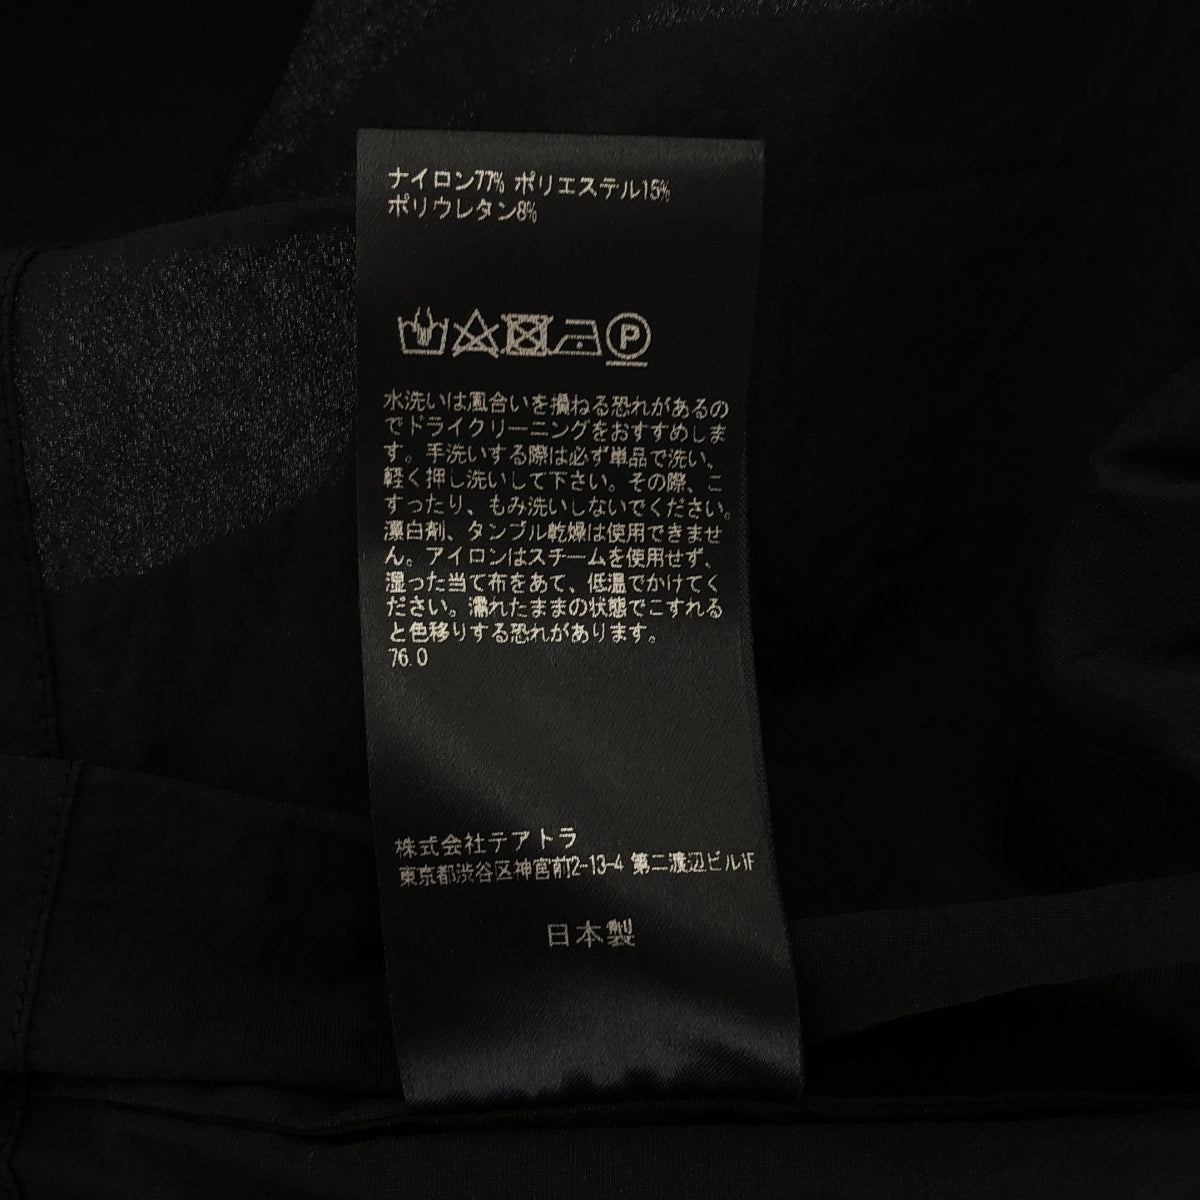 ナイロン77% ポリエステル15%
ポリウレタン8%
P
水洗いは風合いを損ねる恐れがあるの
でドライクリーニングをおすすめしま
す。手洗いする際は必ず単品で洗い、
軽く押し洗いして下さい。その際、こ
すったり、もみ洗いしないでください。
漂白剤、タンブル乾燥は使用できませ
ん。アイロンはスチームを使用せず、
湿った当て布をあて、低温でかけてく
ださい。濡れたままの状態でこすれる
と色移りする恐れがあります。
76.0
株式会社テアトラ
東京都渋谷区神宮前2-13-4 第二渡辺ビル1F
日本製